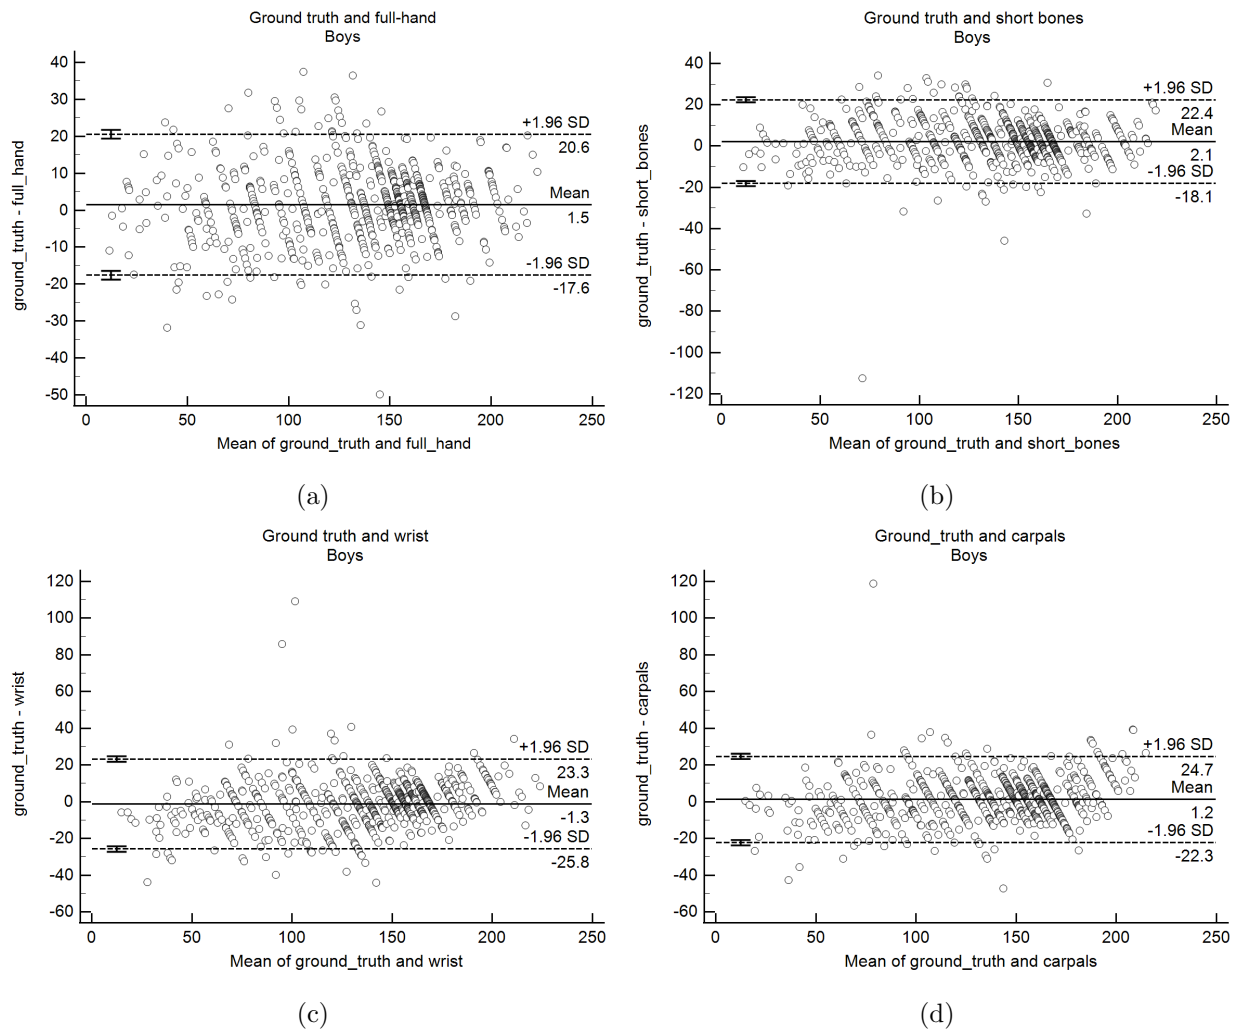 Ground truth and full-hand
Boys
ground_truth - full_hand
40
30
20
10
0
-10
-20
-30
-40
-50
+1.96 SD
20.6
Mean
1.5
-1.96 SD
-17.6
0
50
100
150
200
250
Mean of ground_truth and full_hand
(a)
Ground truth and short bones
Boys
ground_truth - short_bones
40
20
0
-20
-40
-60
-80
-100
-120
+1.96 SD
22.4
Mean
2.1
-1.96 SD
-18.1
50
100
150
200
250
Mean of ground_truth and short_bones
(b)
Ground truth and wrist
Boys
ground_truth - wrist
120
100
80
60
40
20
0
-20
-40
-60
+1.96 SD
23.3
Mean
-1.3
-1.96 SD
-25.8
0
50
100
150
200
250
Mean of ground_truth and wrist
(c)
Ground_truth and carpals
Boys
ground_truth - carpals
120
100
80
60
40
20
0
-20
-40
-60
+1.96 SD
24.7
Mean
1.2
-1.96 SD
-22.3
0
50
100
150
200
250
Mean of ground_truth and carpals
(d)